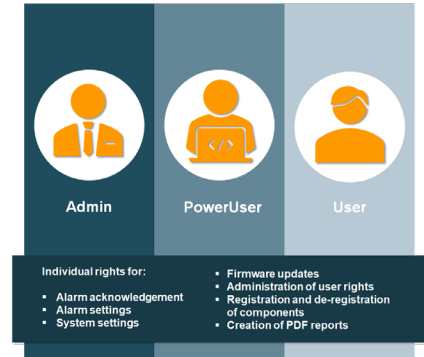 Admin
PowerUser
User
Individual rights for:
▪ Alarm acknowledgement
▪ Alarm settings
▪ System settings
▪ Firmware updates
▪ Administration of user rights
▪ Registration and de-registration
of components
▪ Creation of PDF reports